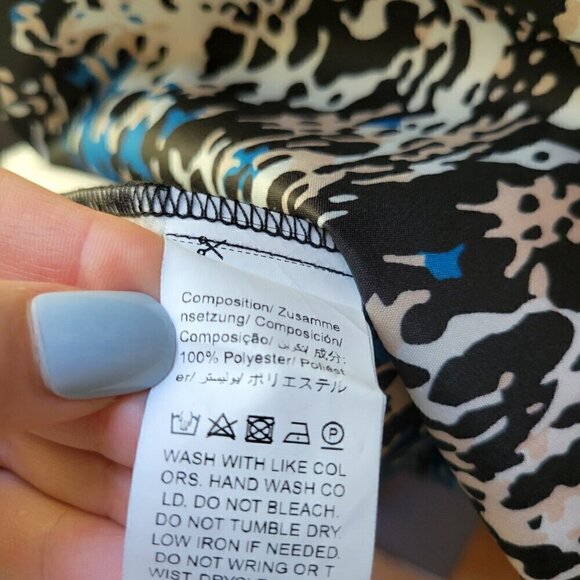 Composition/ Zusamme
nsetzung/ Composición/
Composição/ تكوين/ 成分:
100% Polyester/ Poliest
er/ بوليستر/ ポリエステル
P
WASH WITH LIKE COL
ORS. HAND WASH CO
LD. DO NOT BLEACH.
DO NOT TUMBLE DRY.
LOW IRON IF NEEDED.
DO NOT WRING OR T
WIST.